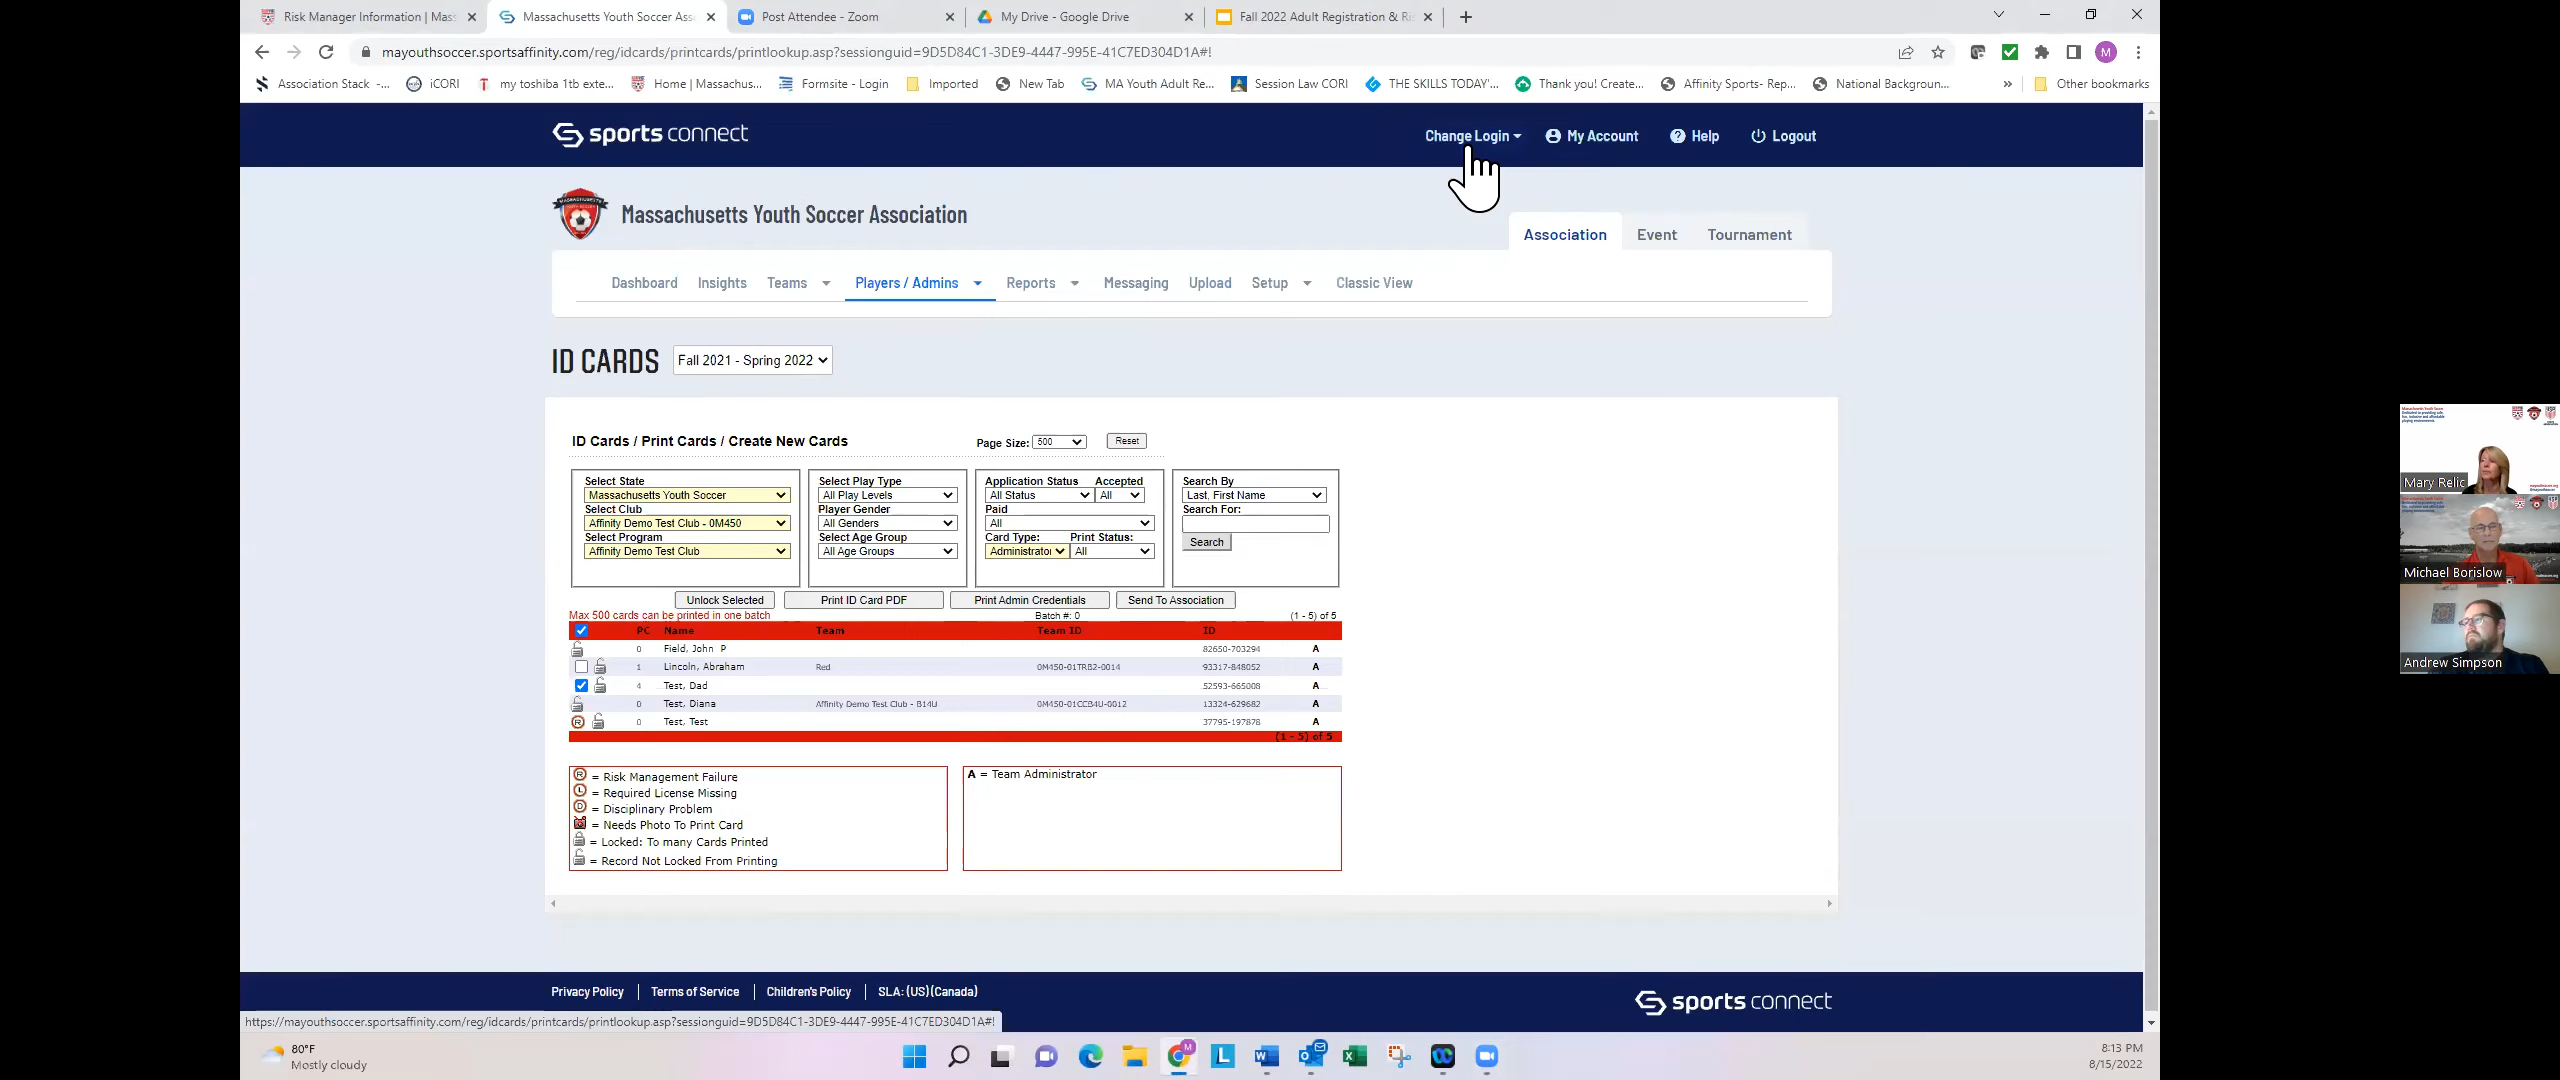 Risk Manager Information | Mass
Massachusetts Youth Soccer Ass
Post Attendee - Zoom
My Drive - Google Drive
Fall 2022 Adult Registration & Ri
mayouthsoccer.sportsaffinity.com/reg/idcards/printcards/printlookup.asp?sessionguid=9D5D84C1-3DE9-4447-995E-41C7ED304D1A#!
M
Association Stack -...
iCORI
my toshiba 1tb exte...
Home | Massachus...
Formsite - Login
Imported
New Tab
MA Youth Adult Re...
Session Law CORI
THE SKILLS TODAY'...
Thank you! Create...
Affinity Sports- Rep...
National Backgroun...
»
Other bookmarks
sports connect
Change Login
My Account
Help
Logout
Massachusetts Youth Soccer Association
Association
Event
Tournament
Dashboard
Insights
Teams
Players / Admins
Reports
Messaging
Upload
Setup
Classic View
ID CARDS
Fall 2021 - Spring 2022
ID Cards / Print Cards / Create New Cards
Page Size: 500
Reset
Select State
Massachusetts Youth Soccer
Select Club
Affinity Demo Test Club - 0M450
Select Program
Affinity Demo Test Club
Select Play Type
All Play Levels
Player Gender
All Genders
Select Age Group
All Age Groups
Application Status Accepted
All Status All
Paid
All
Card Type: Print Status:
Administrator All
Search By
Last, First Name
Search For:
Search
Unlock Selected
Print ID Card PDF
Print Admin Credentials
Send To Association
Max 500 cards can be printed in one batch
Batch #: 0
(1 - 5) of 5
PC Name Team Team ID ID
0 Field, John P 82650-703294 A
1 Lincoln, Abraham Red 0M450-01TRB2-0014 93317-848052 A
4 Test, Dad 52593-665008 A
0 Test, Diana Affinity Demo Test Club - B14U 0M450-01CCB4U-0012 13324-629682 A
R 0 Test, Test 37795-197878 A
(1 - 5) of 5
R = Risk Management Failure
L = Required License Missing
D = Disciplinary Problem
= Needs Photo To Print Card
= Locked: To many Cards Printed
= Record Not Locked From Printing
A = Team Administrator
Privacy Policy
Terms of Service
Children's Policy
SLA: (US) (Canada)
sports connect
https://mayouthsoccer.sportsaffinity.com/reg/idcards/printcards/printlookup.asp?sessionguid=9D5D84C1-3DE9-4447-995E-41C7ED304D1A#!
80°F
Mostly cloudy
8:13 PM
8/15/2022
Mary Relic
Michael Borislow
Andrew Simpson